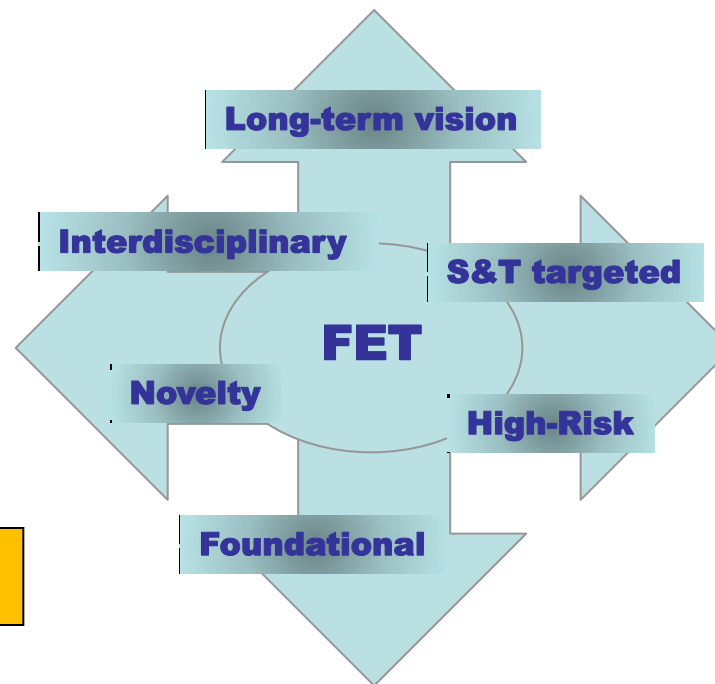 Long-term vision
Interdisciplinary
S&T targeted
FET
Novelty
High-Risk
Foundational